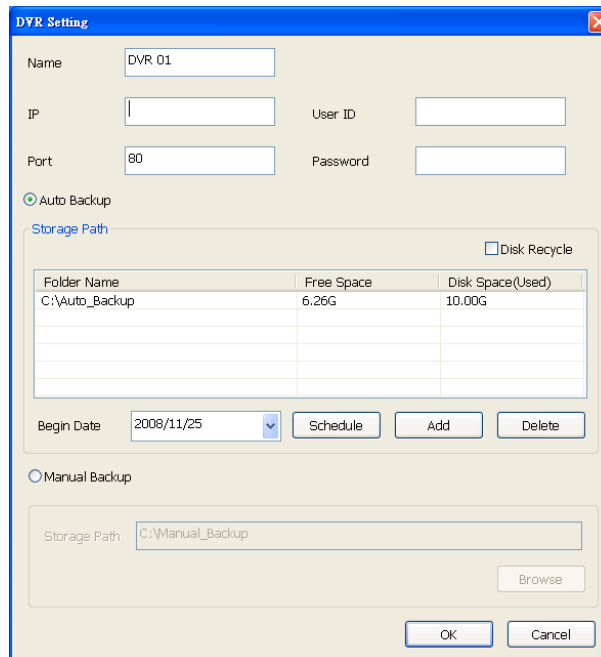 DVR Setting
Name DVR 01
IP User ID
Port 80 Password
Auto Backup
Storage Path
Disk Recycle
Folder Name Free Space Disk Space(Used)
C:\Auto_Backup 6.26G 10.00G
Begin Date 2008/11/25 Schedule Add Delete
Manual Backup
Storage Path C:\Manual_Backup
Browse
OK Cancel